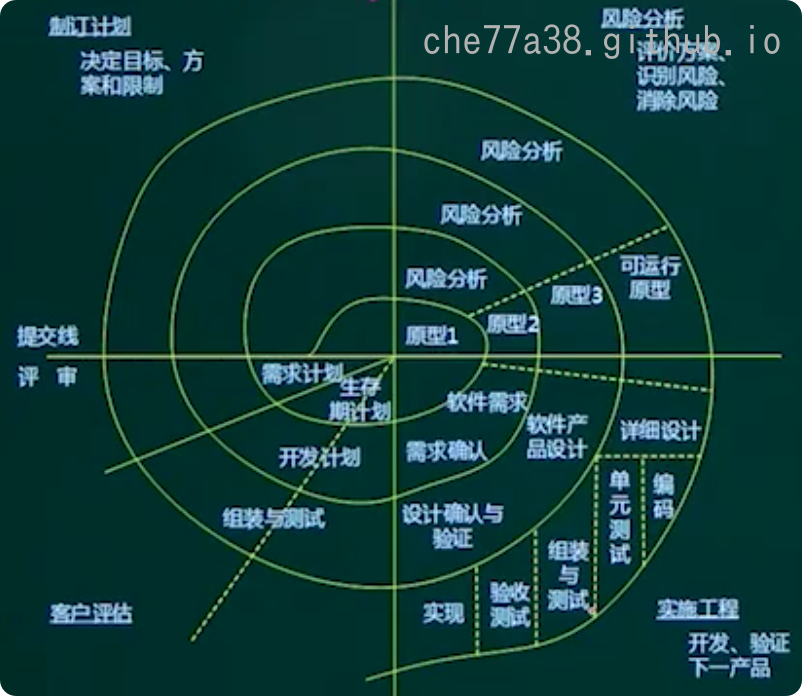 制订计划
决定目标、方
案和限制
che77a38.github.io
风险分析
评价方案、
识别风险、
消除风险
风险分析
风险分析
风险分析
可运行
原型
原型3
原型2
原型1
提交线
评 审
需求计划
生存
期计划
开发计划
组装与测试
软件需求
需求确认
软件产
品设计
详细设计
设计确认与
验证
单元测试
编码
组装
与
测试
验收
测试
实现
客户评估
实施工程
开发、验证
下一产品